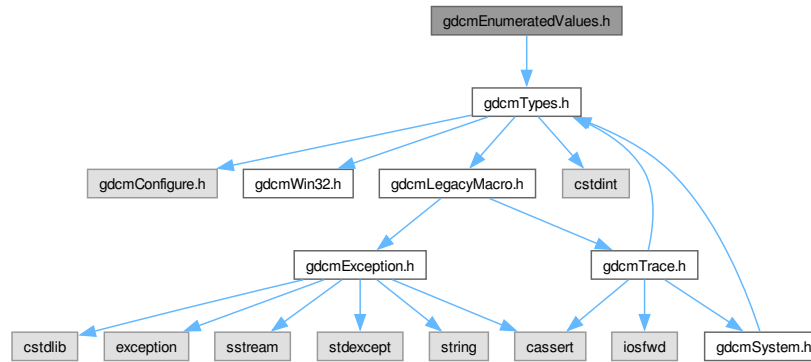 gdcmEnumeratedValues.h
gdcmTypes.h
gdcmConfigure.h
gdcmWin32.h
gdcmLegacyMacro.h
cstdint
gdcmException.h
gdcmTrace.h
cstdlib
exception
sstream
stdexcept
string
cassert
iosfwd
gdcmSystem.h